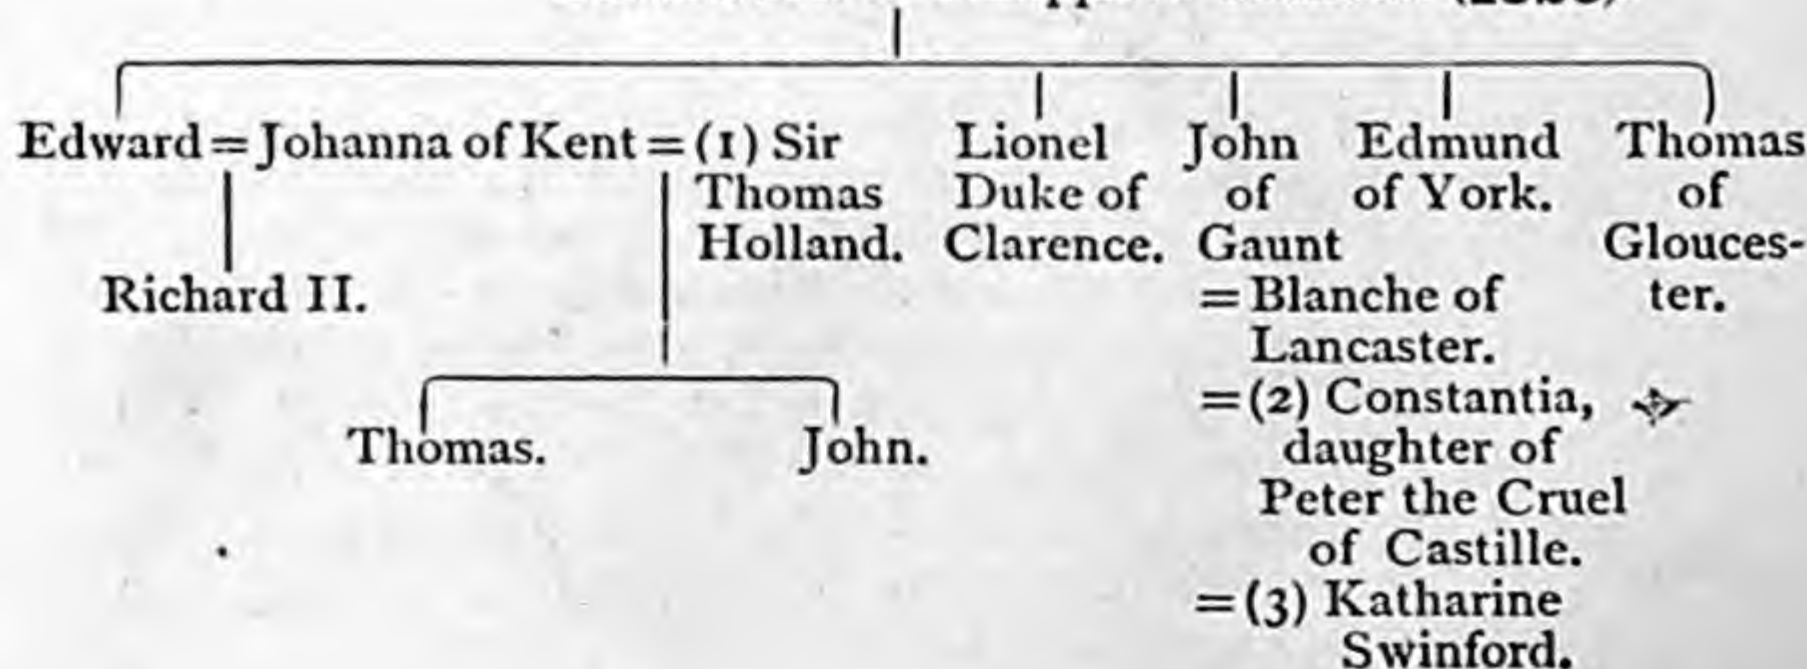 Edward = Johanna of Kent = (1) Sir Thomas Holland.
Lionel Duke of Clarence.
John of Gaunt
= Blanche of Lancaster.
= (2) Constantia, daughter of Peter the Cruel of Castille.
= (3) Katharine Swinford.
Edmund of York.
Thomas of Glouces-
ter.
Richard II.
Thomas.
John.